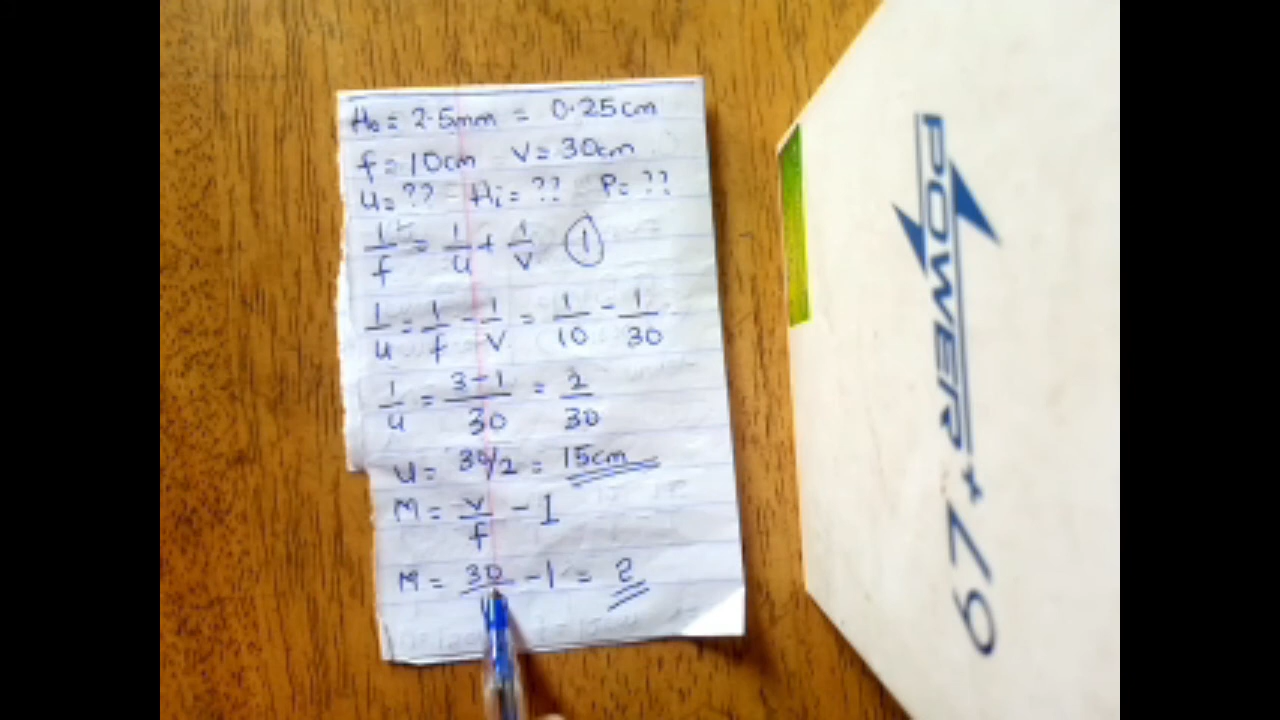 Ho = 2.5mm = 0.25cm
f = 10cm v = 30cm
u = ?? Hi = ?? P = ??
1/f = 1/u + 1/v (1)
1/u = 1/f - 1/v = 1/10 - 1/30
1/u = 3-1/30 = 2/30
u = 30/2 = 15cm
M = v/f - 1
M = 30/ - 1 = 2
POWER+ L9